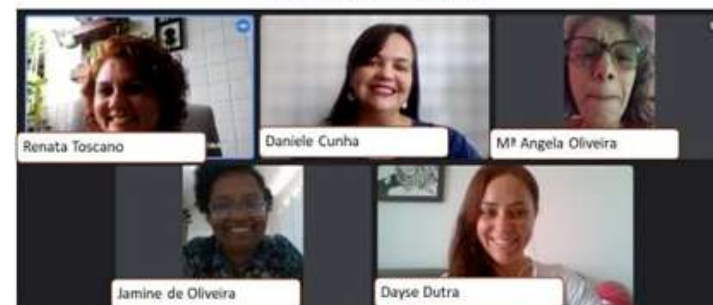 Renata Toscano
Daniele Cunha
Mª Angela Oliveira
Jamine de Oliveira
Dayse Dutra